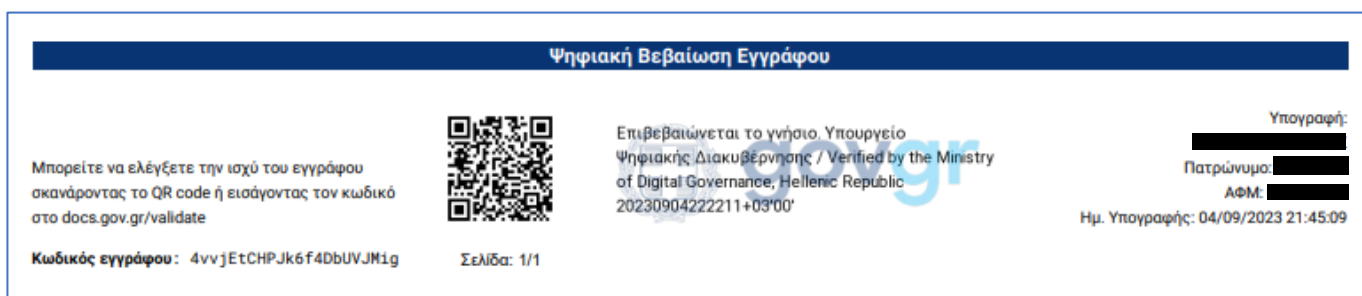 Ψηφιακή Βεβαίωση Εγγράφου
Μπορείτε να ελέγξετε την ισχύ του εγγράφου
σκανάροντας το QR code ή εισάγοντας τον κωδικό
στο docs.gov.gr/validate
Κωδικός εγγράφου: 4vvjEtCHPJk6f4DbUVJMig
Σελίδα: 1/1
govgr
Επιβεβαιώνεται το γνήσιο. Υπουργείο
Ψηφιακής Διακυβέρνησης / Verified by the Ministry
of Digital Governance, Hellenic Republic
20230904222211+03'00'
Υπογραφή:
Πατρώνυμο:
ΑΦΜ:
Ημ. Υπογραφής: 04/09/2023 21:45:09